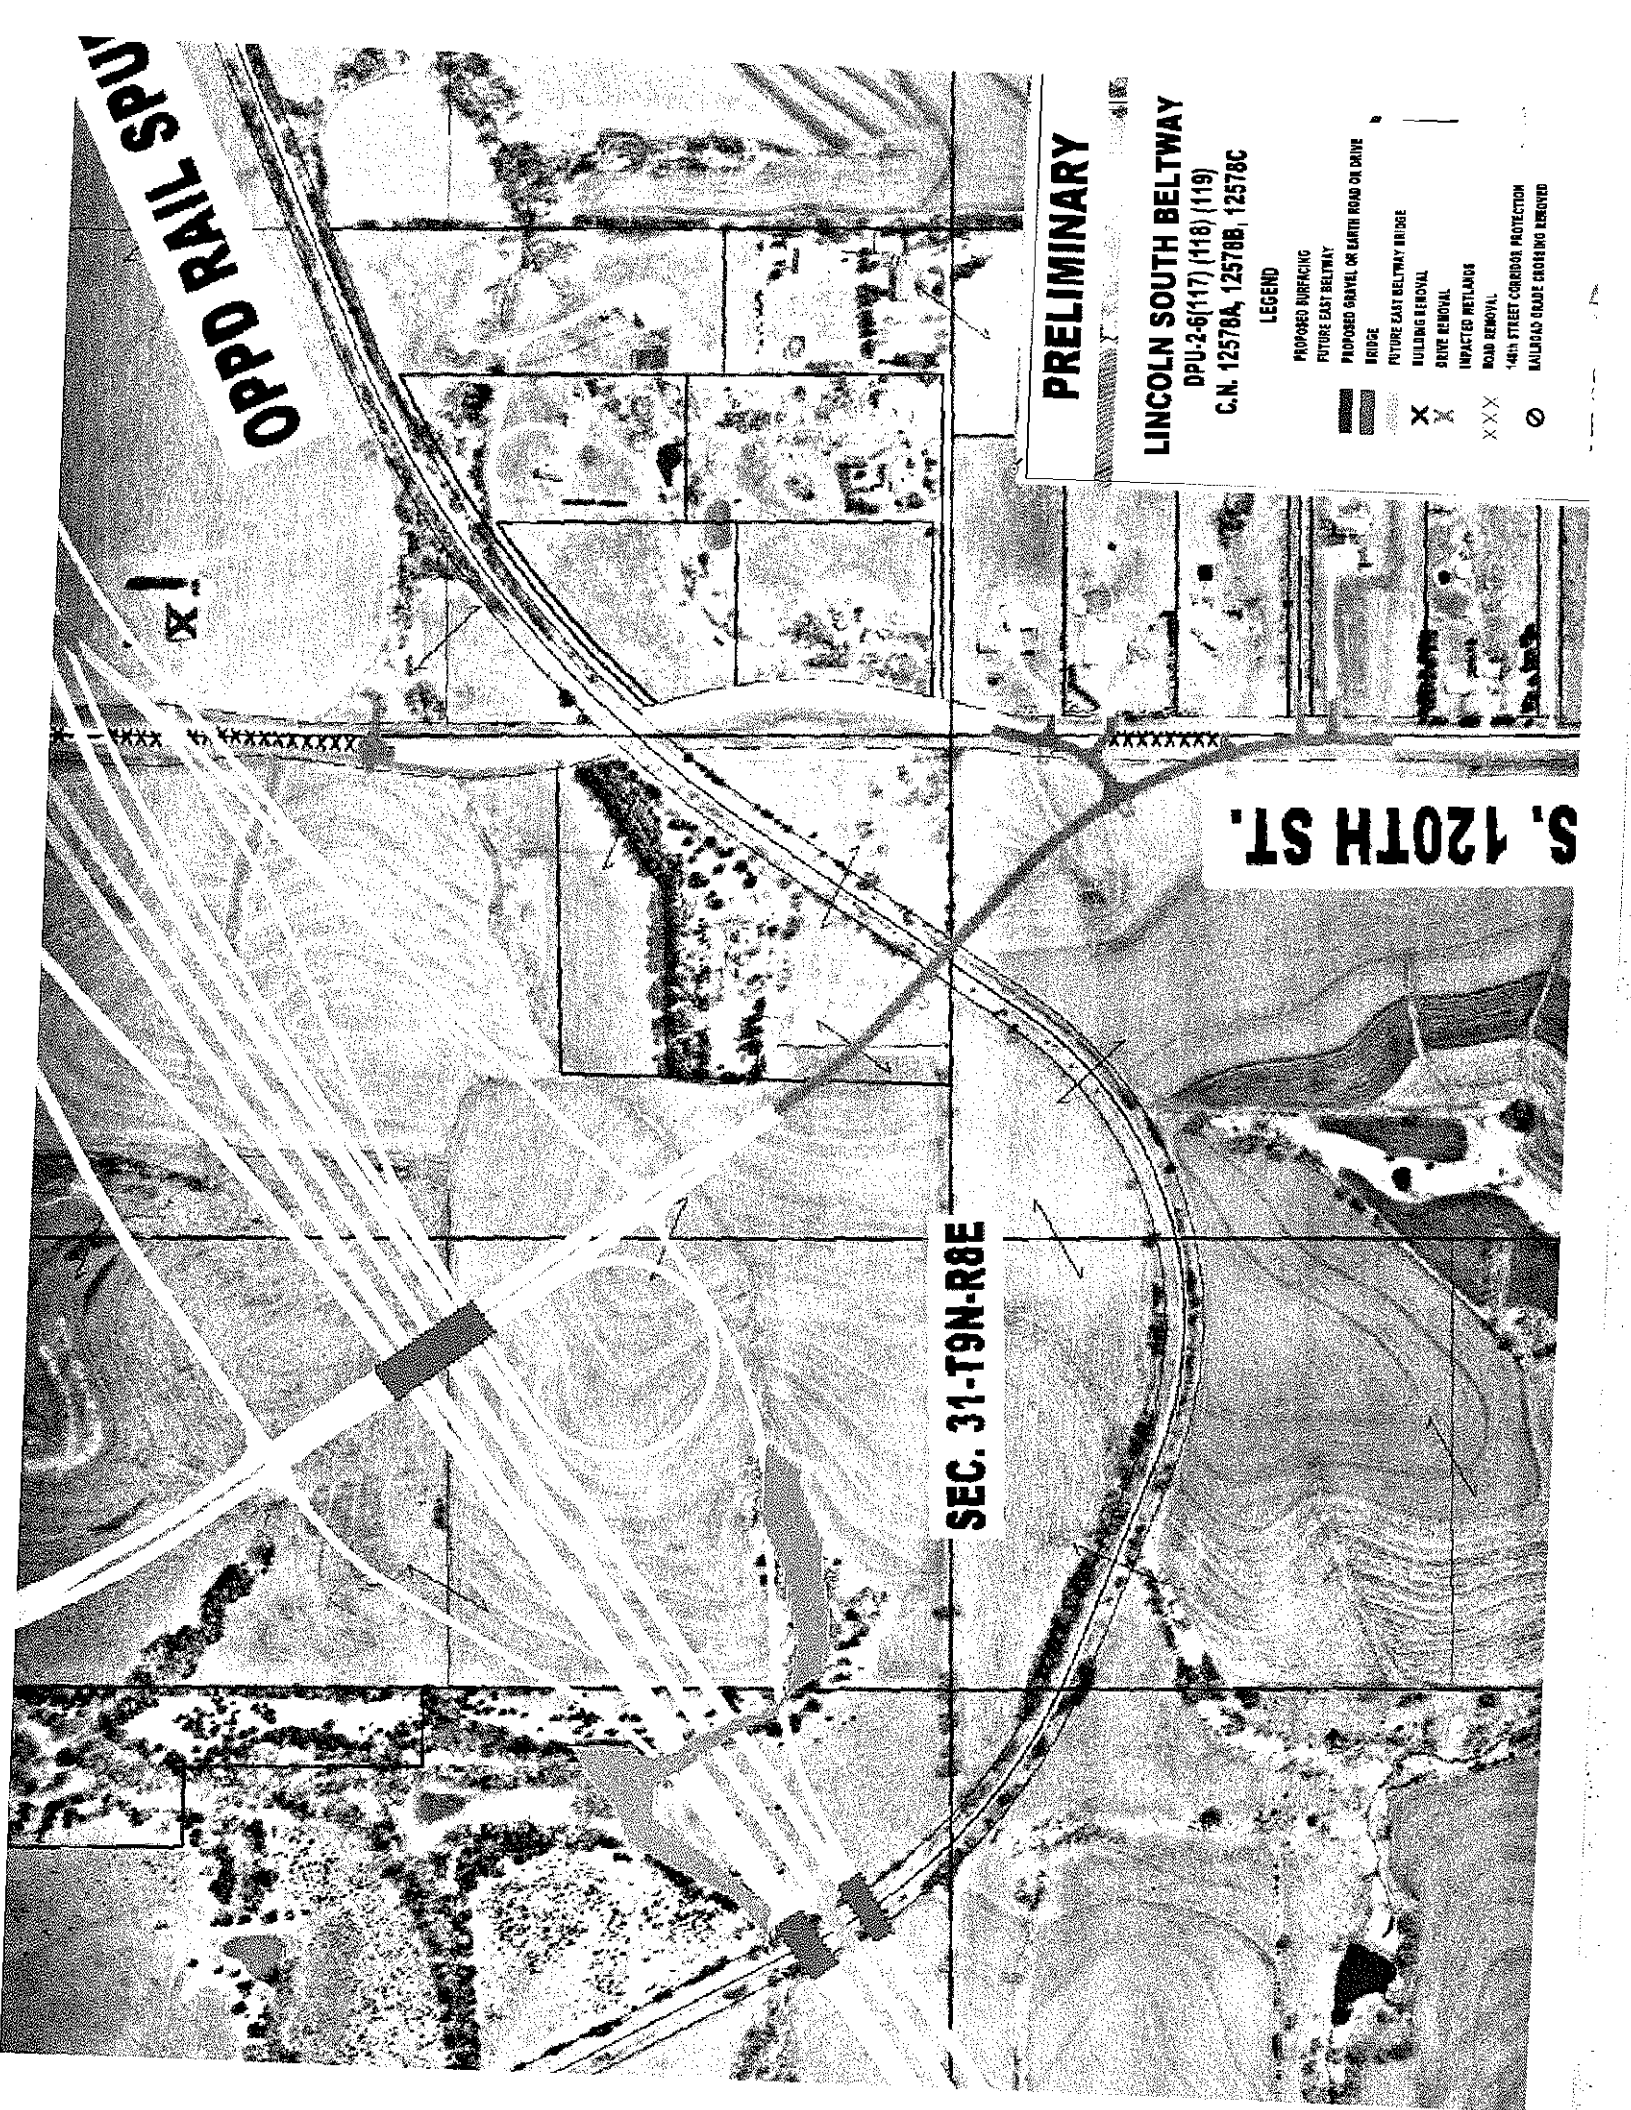 OPPD RAIL SPU
PRELIMINARY
LINCOLN SOUTH BELTWAY
DPU-2-6(117) (118) (119)
C.N. 12578A, 12578B, 12578C
LEGEND
PROPOSED SURFACING
FUTURE EAST BELTWAY
PROPOSED GRAVEL OR EARTH ROAD OR DRIVE
BRIDGE
FUTURE EAST BELTWAY BRIDGE
BUILDING REMOVAL
DRIVE REMOVAL
IMPACTED WETLANDS
ROAD REMOVAL
148th STREET CORRIDOR PROTECTION
RAILROAD GRADE CROSSING REMOVED
S. 120TH ST.
SEC. 31-T9N-R8E